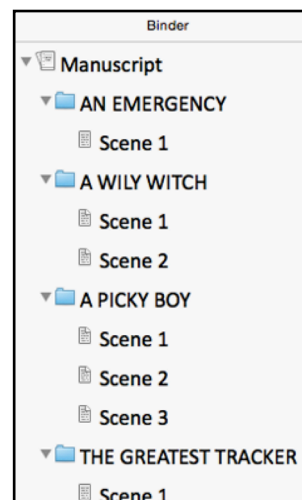 Binder
Manuscript
AN EMERGENCY
Scene 1
A WILY WITCH
Scene 1
Scene 2
A PICKY BOY
Scene 1
Scene 2
Scene 3
THE GREATEST TRACKER
Scene 1